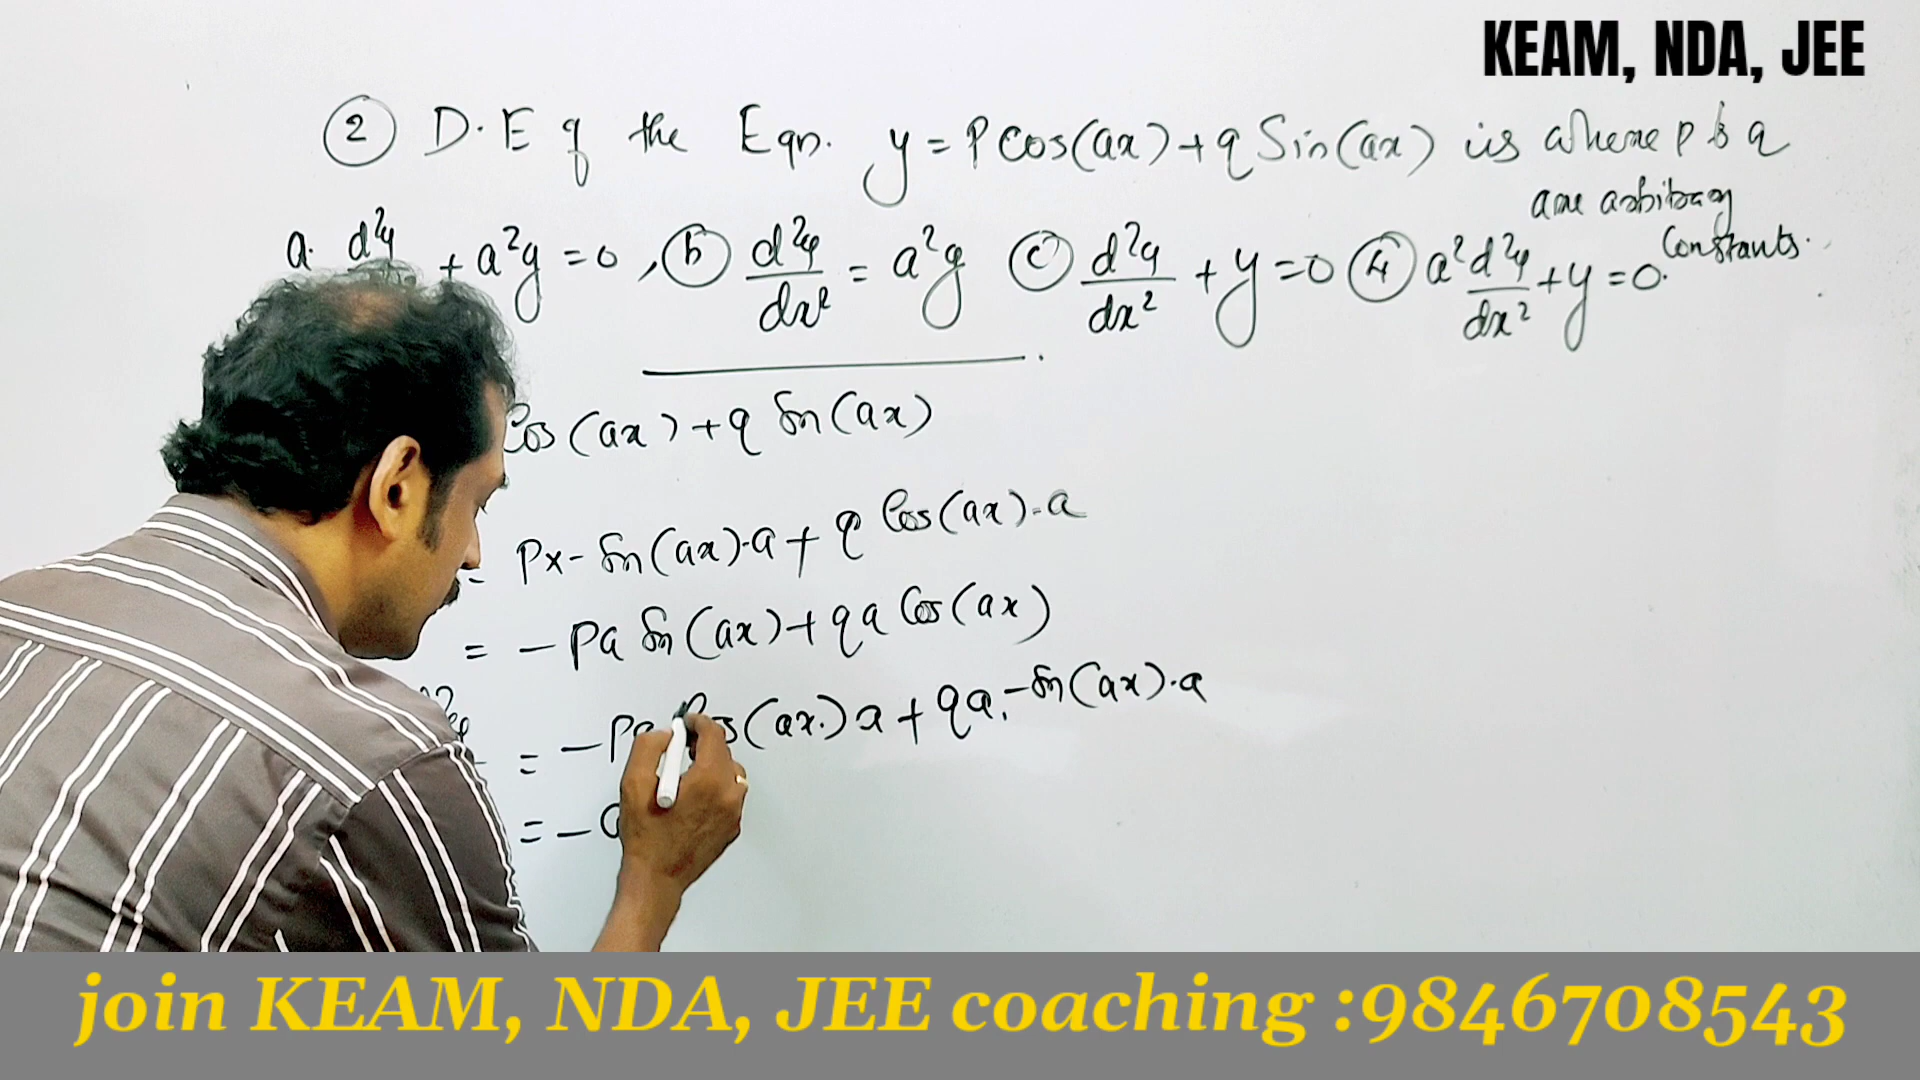 KEAM, NDA, JEE
② D.E of the Eqn. y = P Cos(ax) + q Sin(ax) is where p & q
are arbitrary
constants.
a. d²y + a²y = 0, ⓑ d²y/dx² = a²y ⓒ d²y/dx² + y = 0 ④ a² d²y/dx² + y = 0.
Cos(ax) + q Sin(ax)
= Px - Sin(ax).a + q Cos(ax).a
= - Pa Sin(ax) + qa Cos(ax)
= - Pa Cos(ax.) a + qa. - Sin(ax).a
= -
join KEAM, NDA, JEE coaching :9846708543